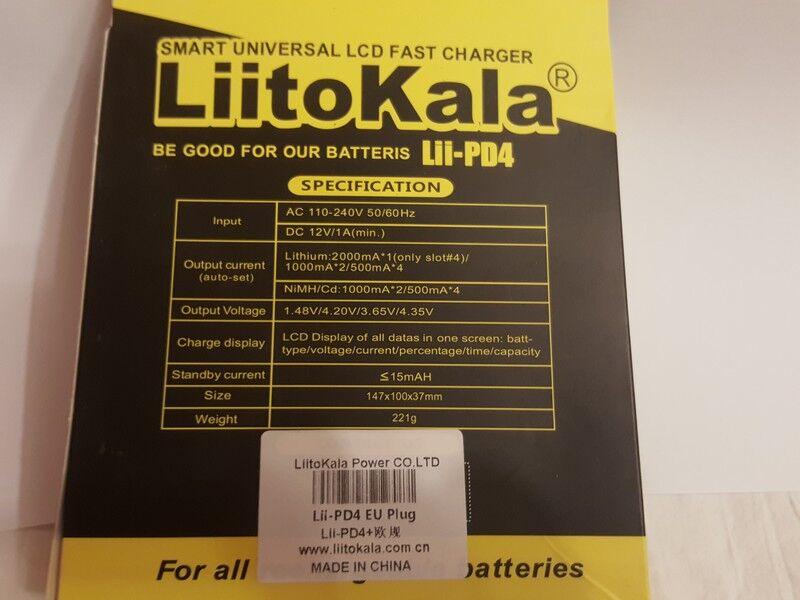 SMART UNIVERSAL LCD FAST CHARGER
LiitoKala®
BE GOOD FOR OUR BATTERIS Lii-PD4
SPECIFICATION
Input
AC 110-240V 50/60Hz
DC 12V/1A(min.)
Output current
(auto-set)
Lithium:2000mA*1(only slot#4)/
1000mA*2/500mA*4
NiMH/Cd:1000mA*2/500mA*4
Output Voltage
1.48V/4.20V/3.65V/4.35V
Charge display
LCD Display of all datas in one screen: batt-
type/voltage/current/percentage/time/capacity
Standby current
≤15mAH
Size
147x100x37mm
Weight
221g
LiitoKala Power CO.LTD
Lii-PD4 EU Plug
Lii-PD4+欧规
www.liitokala.com.cn
MADE IN CHINA
For all batteries